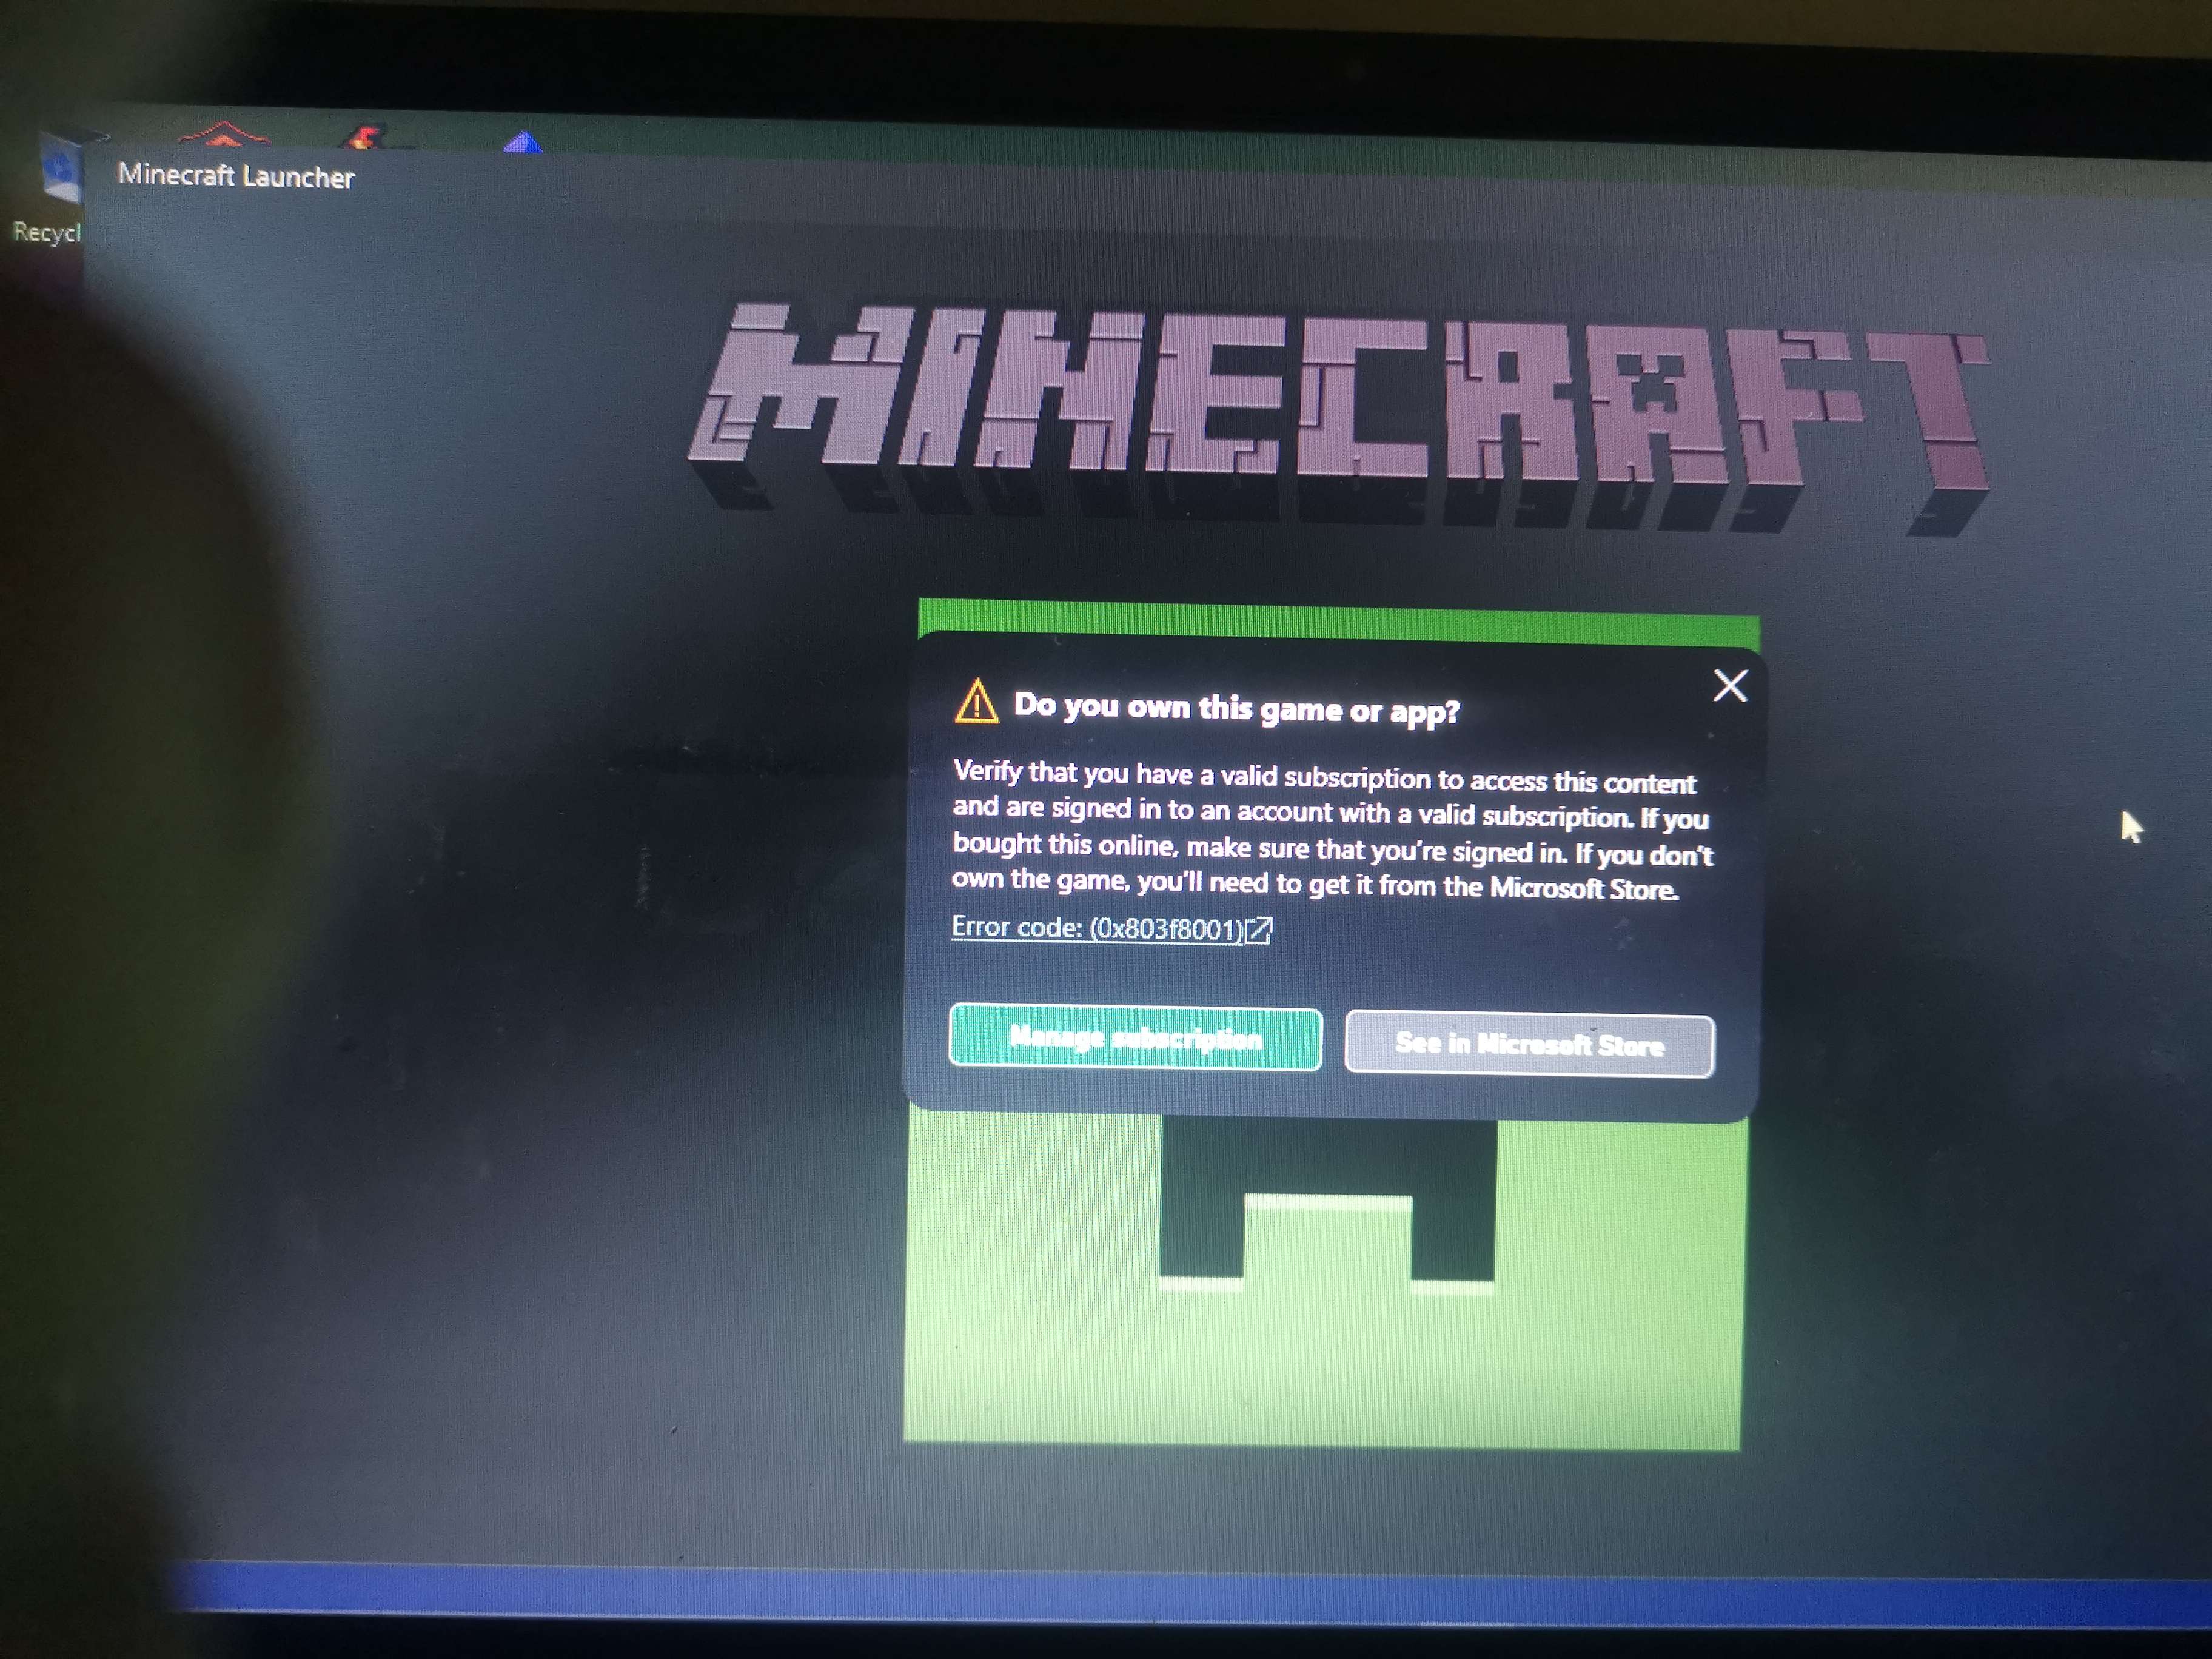 Recycl
Minecraft Launcher
MINECRAFT
Do you own this game or app?
Verify that you have a valid subscription to access this content
and are signed in to an account with a valid subscription. If you
bought this online, make sure that you're signed in. If you don't
own the game, you'll need to get it from the Microsoft Store.
Error code: (0x803f8001)
Manage subscription
See in Microsoft Store